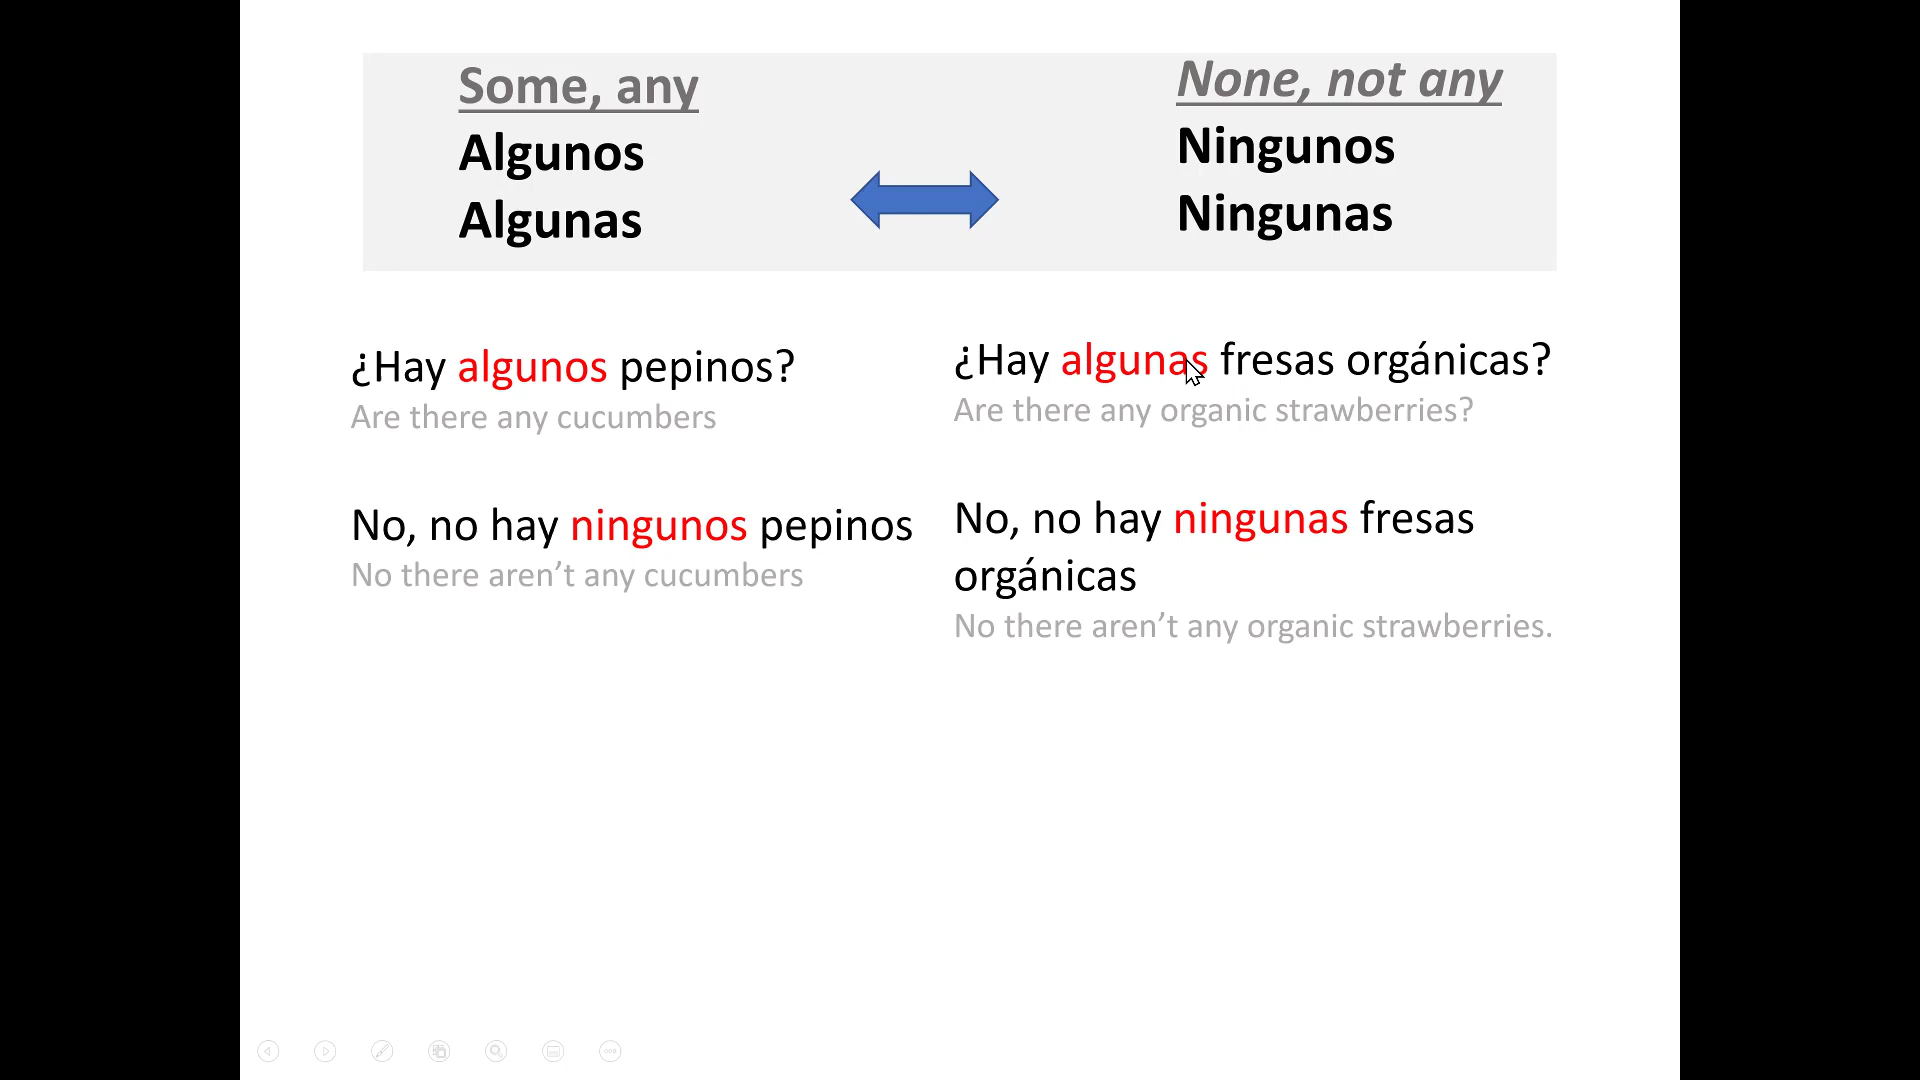 Some, any
Algunos
Algunas
None, not any
Ningunos
Ningunas
¿Hay algunos pepinos?
Are there any cucumbers
No, no hay ningunos pepinos
No there aren’t any cucumbers
¿Hay algunas fresas orgánicas?
Are there any organic strawberries?
No, no hay ningunas fresas
orgánicas
No there aren’t any organic strawberries.